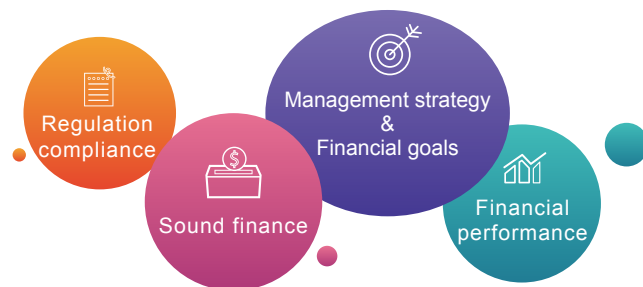 Regulation
compliance
$
Sound finance
Management strategy
&
Financial goals
Financial
performance